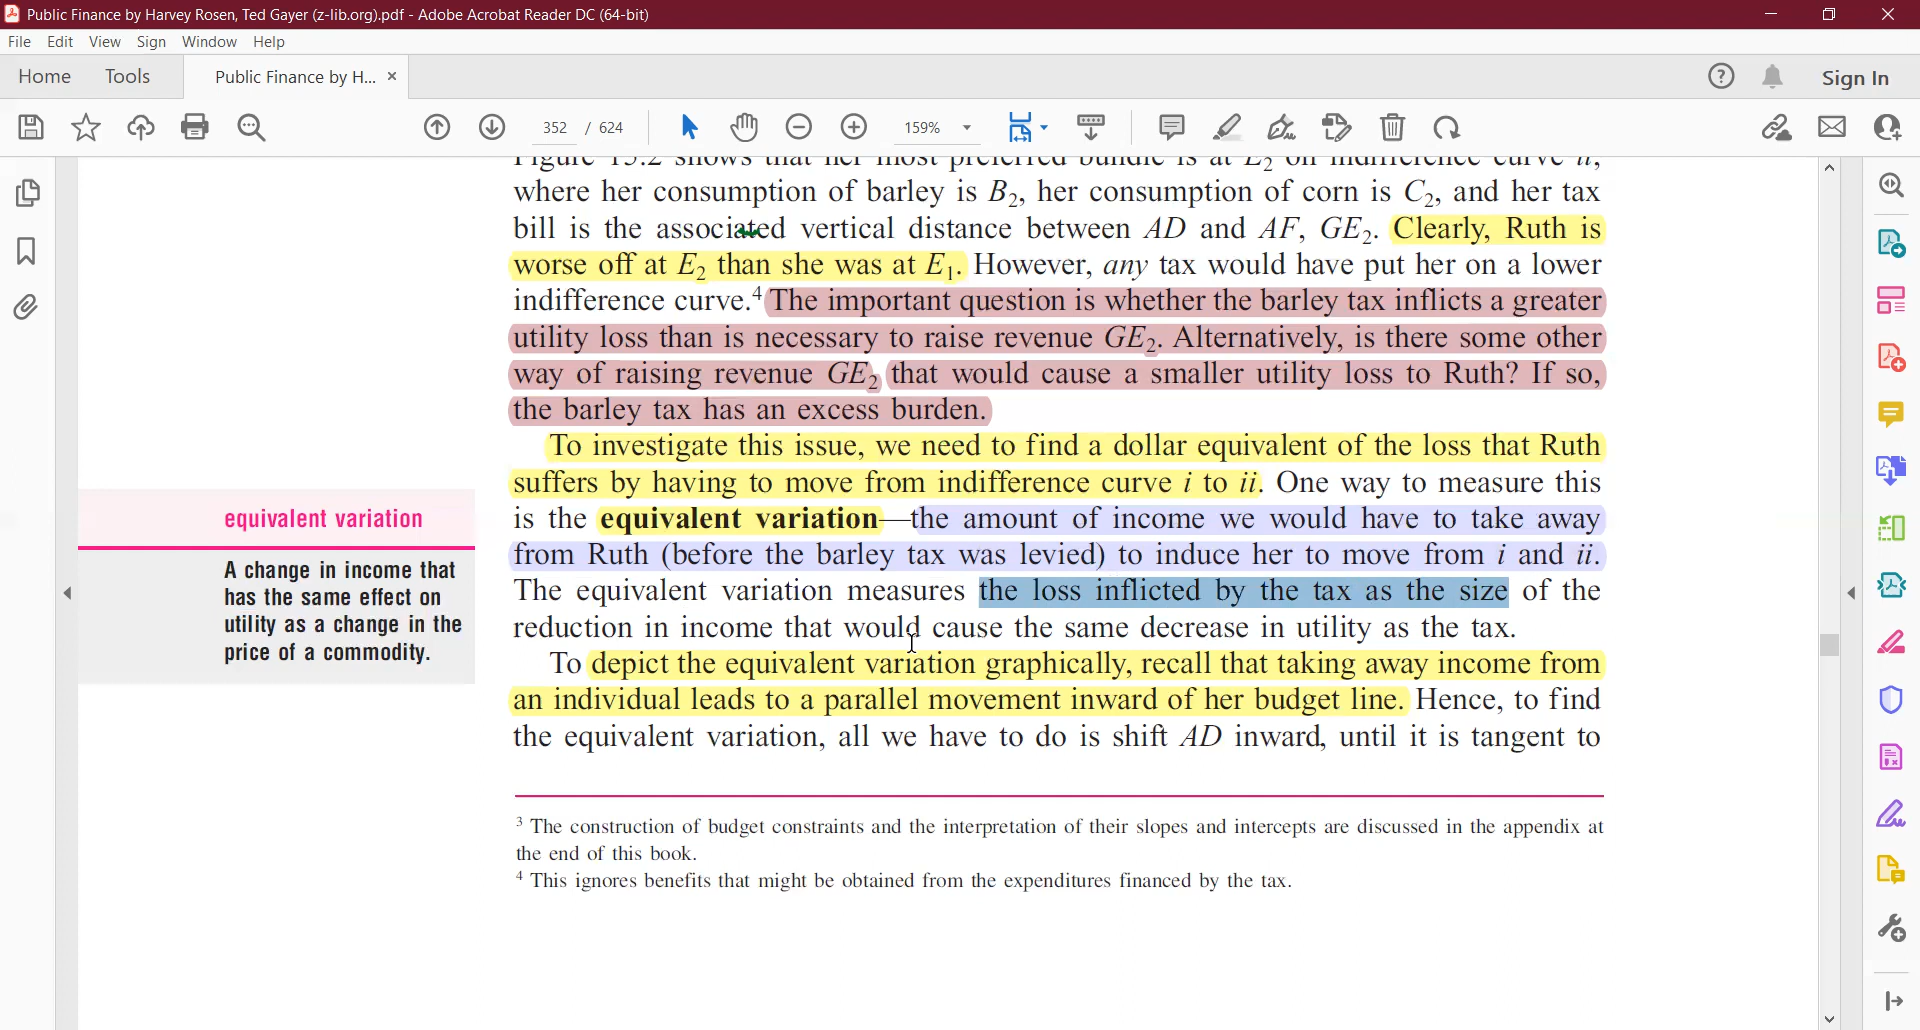 Public Finance by Harvey Rosen, Ted Gayer (z-lib.org).pdf - Adobe Acrobat Reader DC (64-bit)
File Edit View Sign Window Help
Home Tools Public Finance by H... × Sign In
352 / 624 159%
Figure 15.2 shows that her most preferred bundle is at E2 on indifference curve ii,
where her consumption of barley is B2, her consumption of corn is C2, and her tax
bill is the associated vertical distance between AD and AF, GE2. Clearly, Ruth is
worse off at E2 than she was at E1. However, any tax would have put her on a lower
indifference curve.4 The important question is whether the barley tax inflicts a greater
utility loss than is necessary to raise revenue GE2. Alternatively, is there some other
way of raising revenue GE2 that would cause a smaller utility loss to Ruth? If so,
the barley tax has an excess burden.
To investigate this issue, we need to find a dollar equivalent of the loss that Ruth
suffers by having to move from indifference curve i to ii. One way to measure this
is the equivalent variation—the amount of income we would have to take away
from Ruth (before the barley tax was levied) to induce her to move from i and ii.
The equivalent variation measures the loss inflicted by the tax as the size of the
reduction in income that would cause the same decrease in utility as the tax.
To depict the equivalent variation graphically, recall that taking away income from
an individual leads to a parallel movement inward of her budget line. Hence, to find
the equivalent variation, all we have to do is shift AD inward, until it is tangent to
equivalent variation
A change in income that
has the same effect on
utility as a change in the
price of a commodity.
3 The construction of budget constraints and the interpretation of their slopes and intercepts are discussed in the appendix at
the end of this book.
4 This ignores benefits that might be obtained from the expenditures financed by the tax.